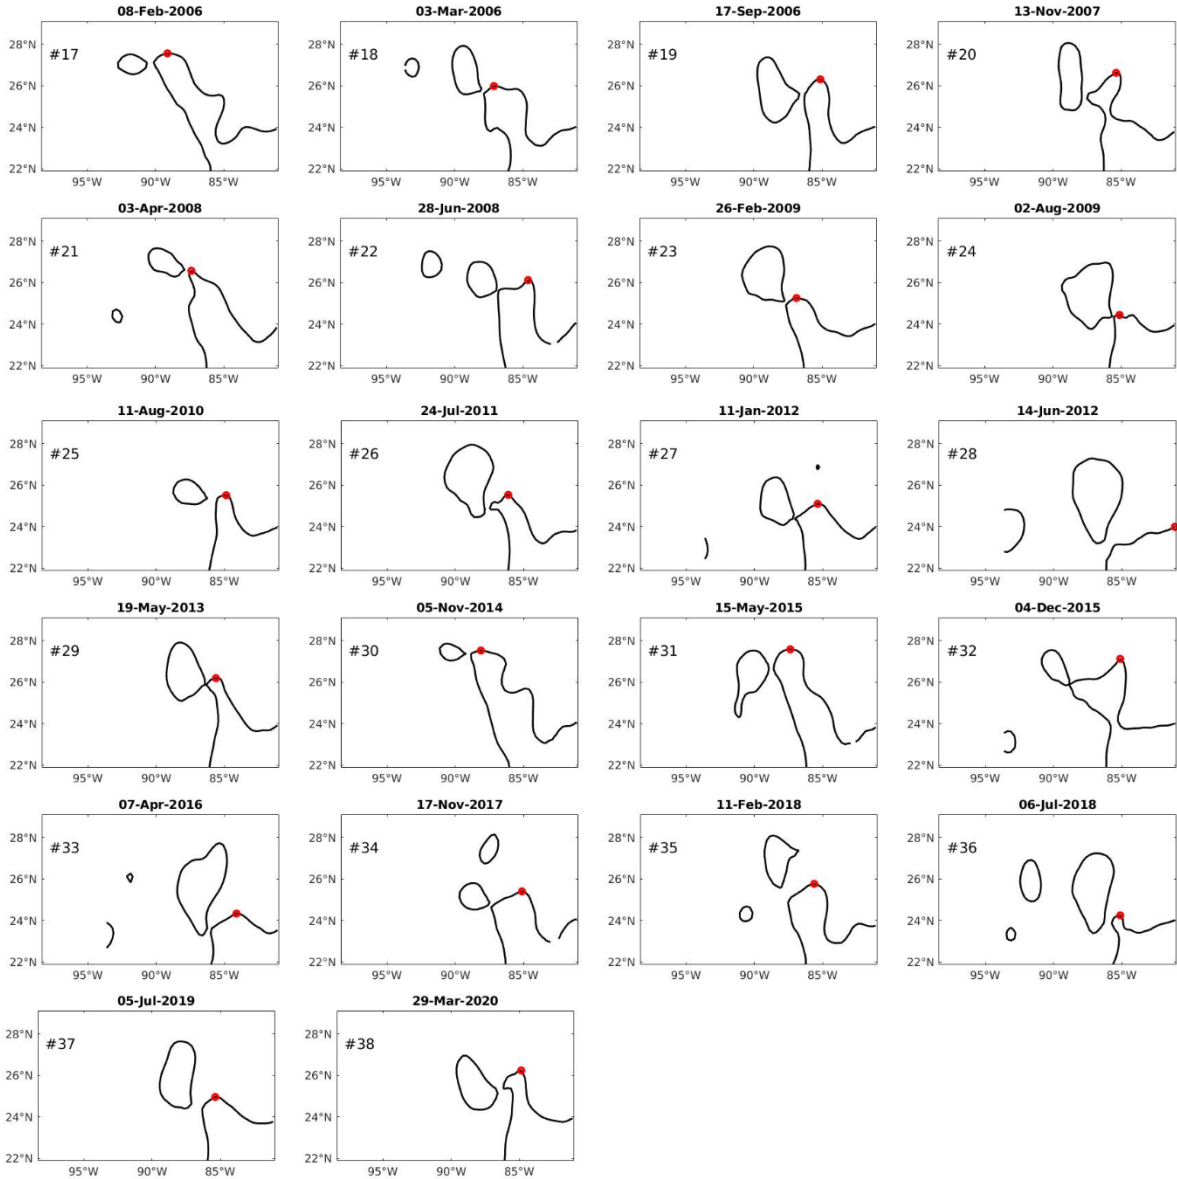 08-Feb-2006 03-Mar-2006 17-Sep-2006 13-Nov-2007
28°N 28°N 28°N 28°N
#17 #18 #19 #20
26°N 26°N 26°N 26°N
24°N 24°N 24°N 24°N
22°N 22°N 22°N 22°N
95°W 90°W 85°W 95°W 90°W 85°W 95°W 90°W 85°W 95°W 90°W 85°W
03-Apr-2008 28-Jun-2008 26-Feb-2009 02-Aug-2009
28°N 28°N 28°N 28°N
#21 #22 #23 #24
26°N 26°N 26°N 26°N
24°N 24°N 24°N 24°N
22°N 22°N 22°N 22°N
95°W 90°W 85°W 95°W 90°W 85°W 95°W 90°W 85°W 95°W 90°W 85°W
11-Aug-2010 24-Jul-2011 11-Jan-2012 14-Jun-2012
28°N 28°N 28°N 28°N
#25 #26 #27 #28
26°N 26°N 26°N 26°N
24°N 24°N 24°N 24°N
22°N 22°N 22°N 22°N
95°W 90°W 85°W 95°W 90°W 85°W 95°W 90°W 85°W 95°W 90°W 85°W
19-May-2013 05-Nov-2014 15-May-2015 04-Dec-2015
28°N 28°N 28°N 28°N
#29 #30 #31 #32
26°N 26°N 26°N 26°N
24°N 24°N 24°N 24°N
22°N 22°N 22°N 22°N
95°W 90°W 85°W 95°W 90°W 85°W 95°W 90°W 85°W 95°W 90°W 85°W
07-Apr-2016 17-Nov-2017 11-Feb-2018 06-Jul-2018
28°N 28°N 28°N 28°N
#33 #34 #35 #36
26°N 26°N 26°N 26°N
24°N 24°N 24°N 24°N
22°N 22°N 22°N 22°N
95°W 90°W 85°W 95°W 90°W 85°W 95°W 90°W 85°W 95°W 90°W 85°W
05-Jul-2019 29-Mar-2020
28°N 28°N
#37 #38
26°N 26°N
24°N 24°N
22°N 22°N
95°W 90°W 85°W 95°W 90°W 85°W